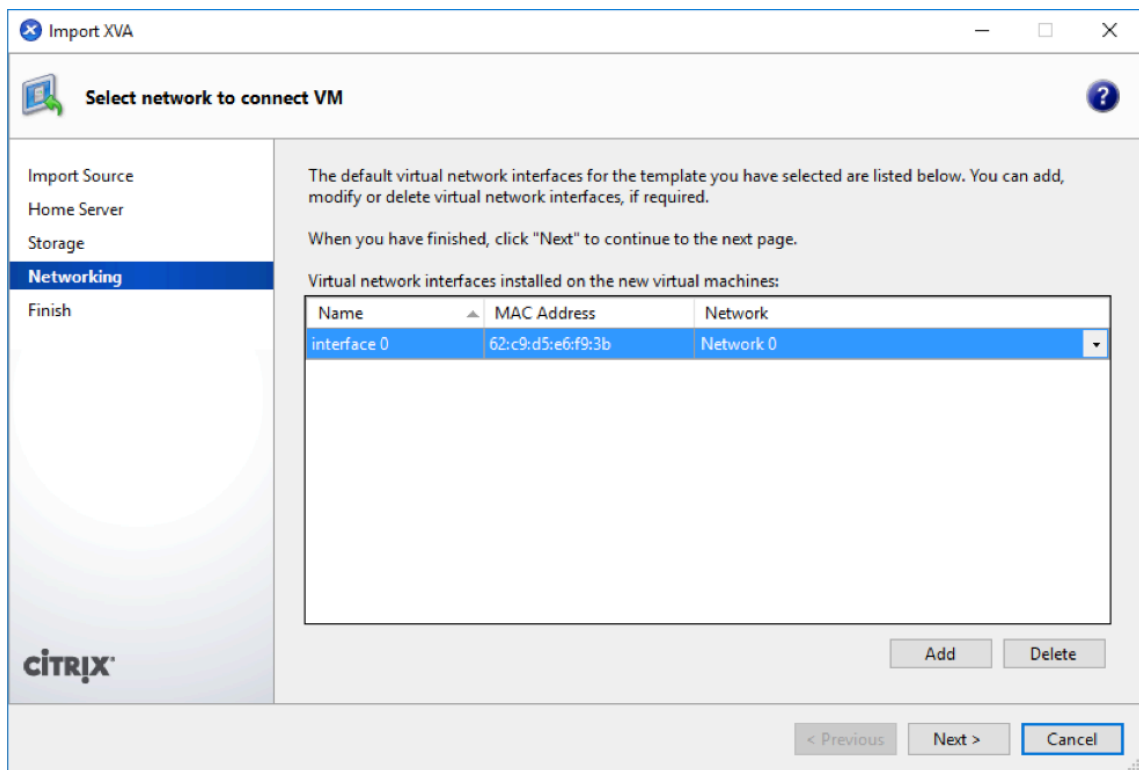 Import XVA
Select network to connect VM
?
Import Source
Home Server
Storage
Networking
Finish
The default virtual network interfaces for the template you have selected are listed below. You can add,
modify or delete virtual network interfaces, if required.
When you have finished, click "Next" to continue to the next page.
Virtual network interfaces installed on the new virtual machines:
Name MAC Address Network
interface 0 62:c9:d5:e6:f9:3b Network 0
Add Delete
CITRIX
< Previous Next > Cancel